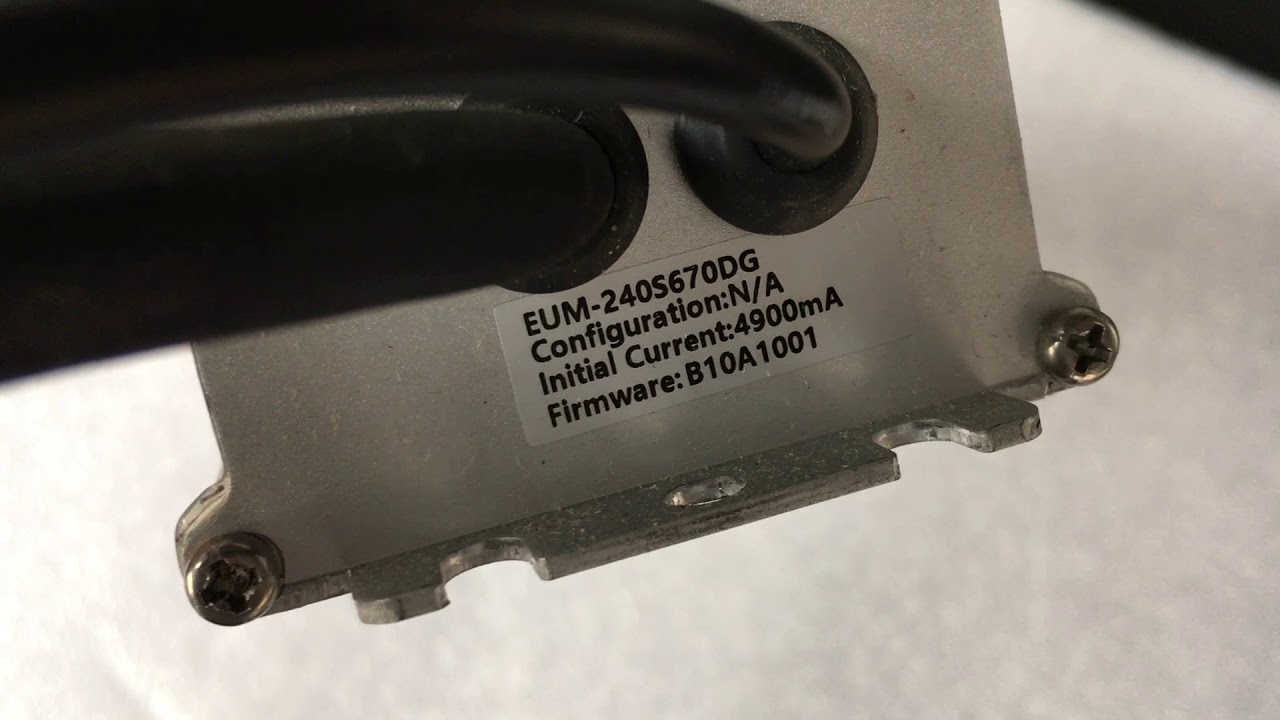 EUM-240S670DG
Configuration:N/A
Initial Current:4900mA
Firmware: B10A1001